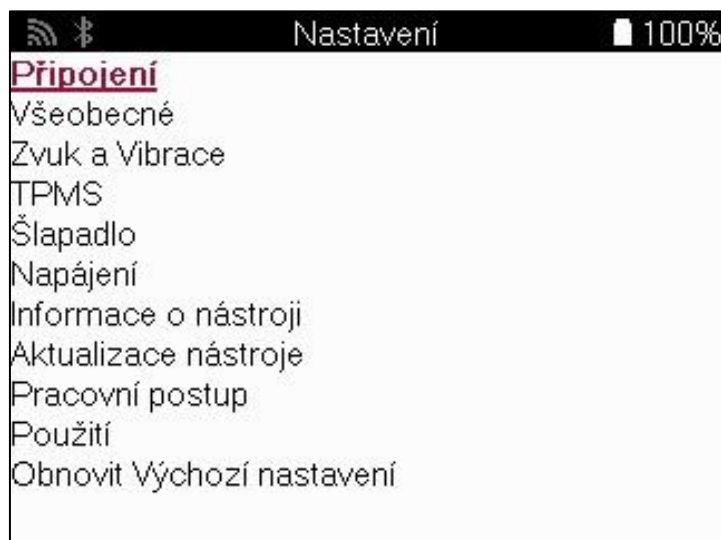 Nastavení 100%
Připojení
Všeobecné
Zvuk a Vibrace
TPMS
Šlapadlo
Napájení
Informace o nástroji
Aktualizace nástroje
Pracovní postup
Použití
Obnovit Výchozí nastavení